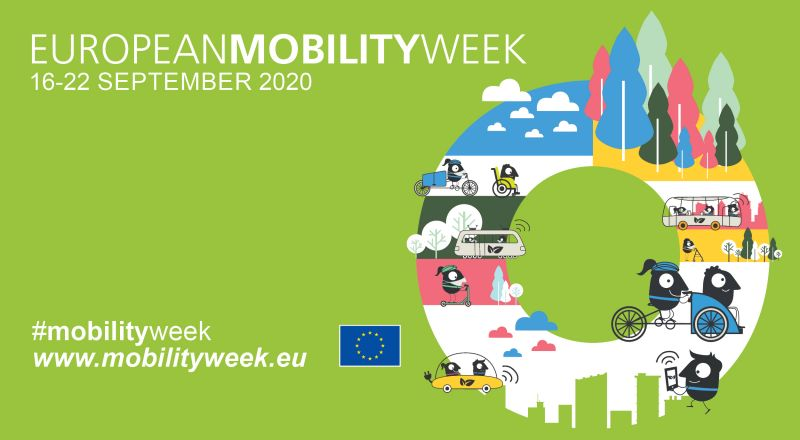 EUROPEANMOBILITYWEEK
16-22 SEPTEMBER 2020
#mobilityweek
www.mobilityweek.eu